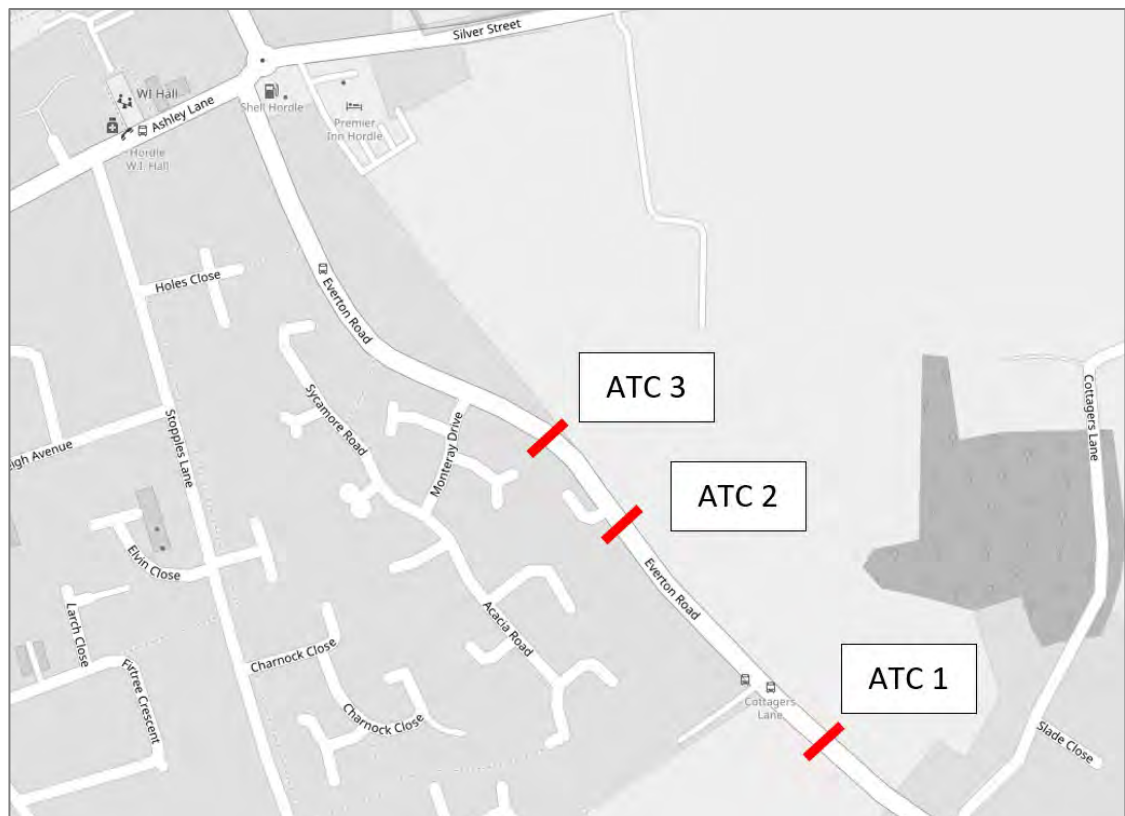 Silver Street
WI Hall
Shell Hordle
Ashley Lane
Premier
Inn Hordle
Hordle
W.I. Hall
Holes Close
Everton Road
ATC 3
Sycamore Road
Monteray Drive
Cottagers Lane
Stopples Lane
igh Avenue
ATC 2
Everton Road
Elvin Close
Acacia Road
Larch Close
Charnock Close
ATC 1
Firtree Crescent
Charnock Close
Cottagers
Lane
Slade Close